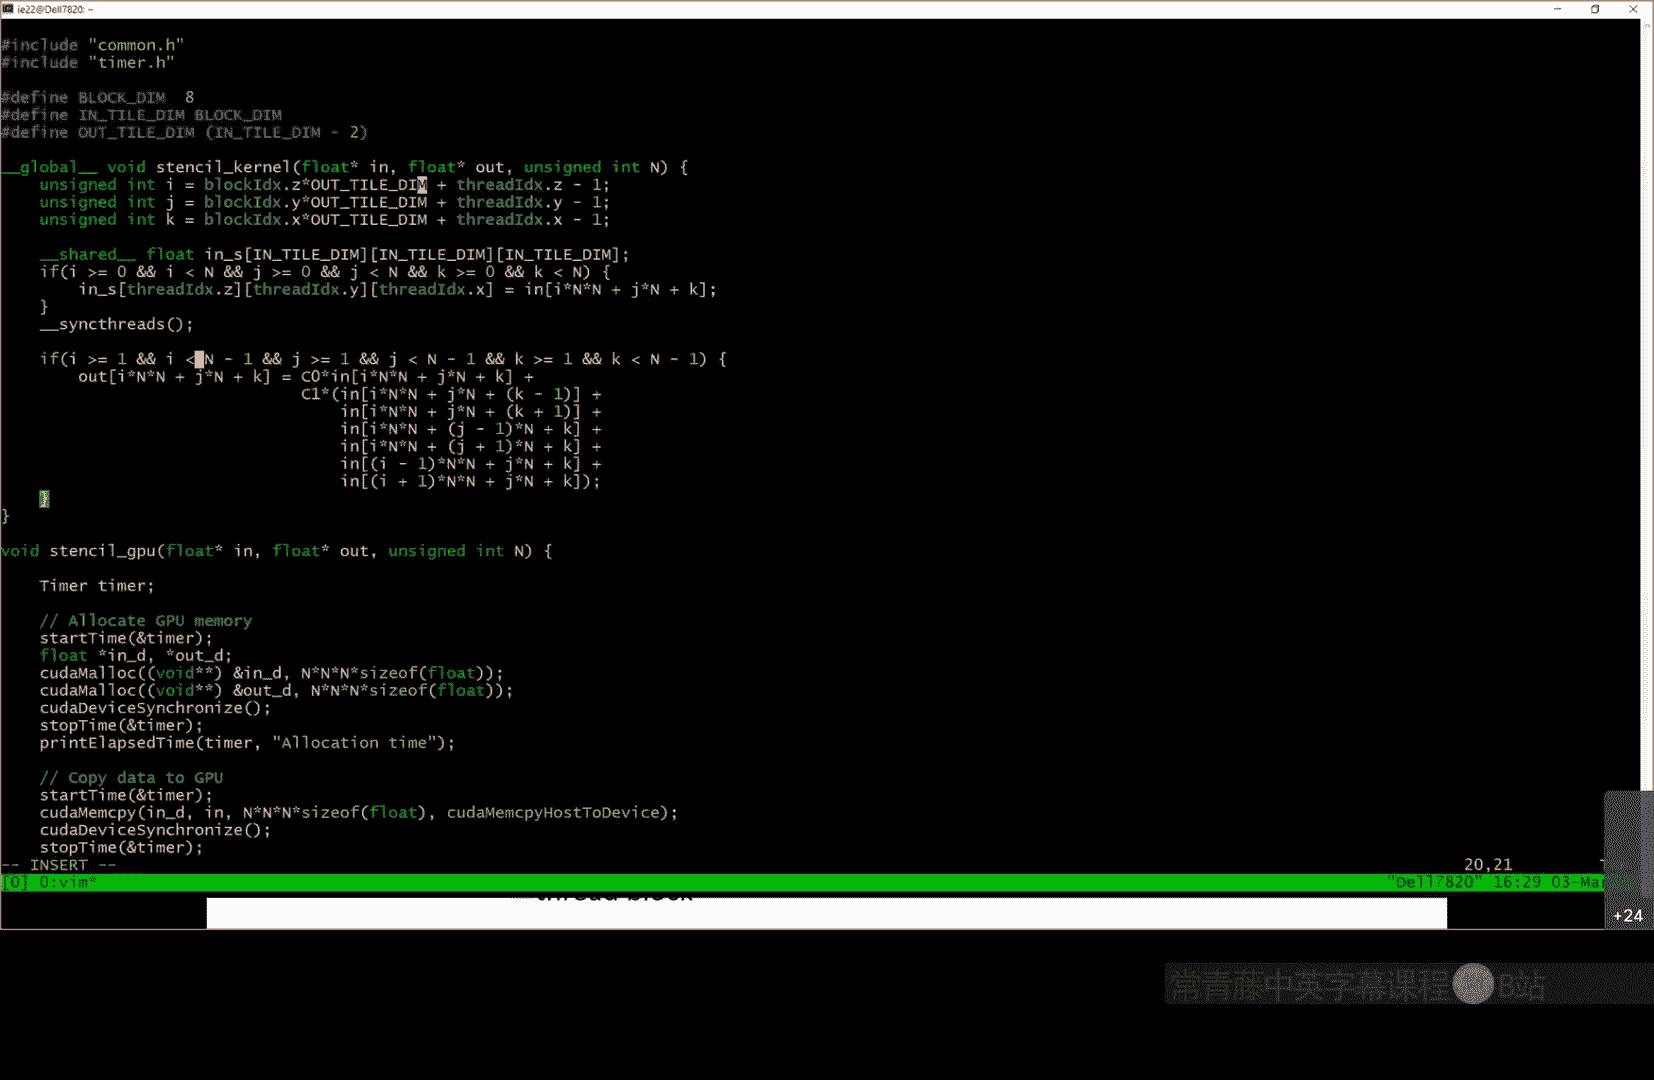 ie22@Dell7820: ~
#include "common.h"
#include "timer.h"
#define BLOCK_DIM  8
#define IN_TILE_DIM BLOCK_DIM
#define OUT_TILE_DIM (IN_TILE_DIM - 2)
__global__ void stencil_kernel(float* in, float* out, unsigned int N) {
unsigned int i = blockIdx.z*OUT_TILE_DIM + threadIdx.z - 1;
unsigned int j = blockIdx.y*OUT_TILE_DIM + threadIdx.y - 1;
unsigned int k = blockIdx.x*OUT_TILE_DIM + threadIdx.x - 1;
__shared__ float in_s[IN_TILE_DIM][IN_TILE_DIM][IN_TILE_DIM];
if(i >= 0 && i < N && j >= 0 && j < N && k >= 0 && k < N) {
in_s[threadIdx.z][threadIdx.y][threadIdx.x] = in[i*N*N + j*N + k];
}
__syncthreads();
if(i >= 1 && i < N - 1 && j >= 1 && j < N - 1 && k >= 1 && k < N - 1) {
out[i*N*N + j*N + k] = C0*in[i*N*N + j*N + k] +
C1*(in[i*N*N + j*N + (k - 1)] +
in[i*N*N + j*N + (k + 1)] +
in[i*N*N + (j - 1)*N + k] +
in[i*N*N + (j + 1)*N + k] +
in[(i - 1)*N*N + j*N + k] +
in[(i + 1)*N*N + j*N + k]);
}
}
void stencil_gpu(float* in, float* out, unsigned int N) {
Timer timer;
// Allocate GPU memory
startTime(&timer);
float *in_d, *out_d;
cudaMalloc((void**) &in_d, N*N*N*sizeof(float));
cudaMalloc((void**) &out_d, N*N*N*sizeof(float));
cudaDeviceSynchronize();
stopTime(&timer);
printElapsedTime(timer, "Allocation time");
// Copy data to GPU
startTime(&timer);
cudaMemcpy(in_d, in, N*N*N*sizeof(float), cudaMemcpyHostToDevice);
cudaDeviceSynchronize();
stopTime(&timer);
-- INSERT -- 20,21
[0] 0:vim* "Dell7820" 16:29 03-Mar
thread block
+24
常青藤中英字幕课程 B站